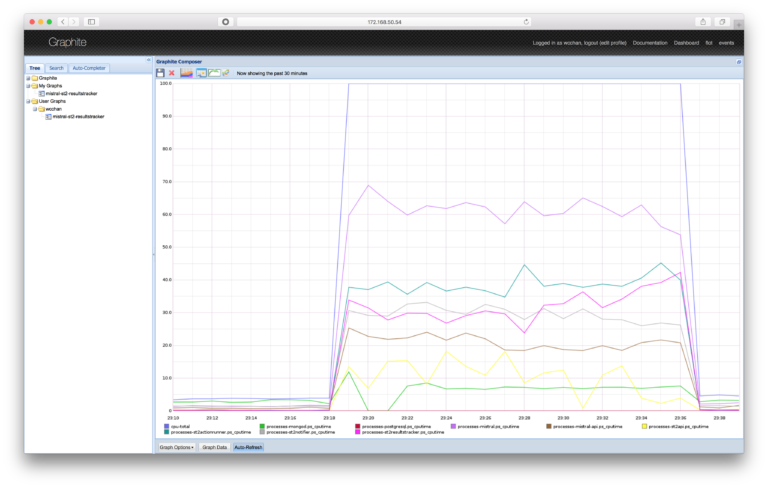 172.168.50.54
Graphite
Logged in as wcchan, logout (edit profile) Documentation Dashboard flot events
Tree Search Auto-Completer
Graphite
My Graphs
mistral-st2-resultstracker
User Graphs
wcchan
mistral-st2-resultstracker
Graphite Composer
Now showing the past 30 minutes
100.0
90.0
80.0
70.0
60.0
50.0
40.0
30.0
20.0
10.0
0
23:10 23:12 23:14 23:16 23:18 23:20 23:22 23:24 23:26 23:28 23:30 23:32 23:34 23:36 23:38
cpu.total processes-mongod.ps_cputime processes-postgresql.ps_cputime processes-mistral.ps_cputime processes-mistral-api.ps_cputime processes-st2api.ps_cputime
processes-st2actionrunner.ps_cputime processes-st2notifier.ps_cputime processes-st2resultstracker.ps_cputime
Graph Options Graph Data Auto-Refresh